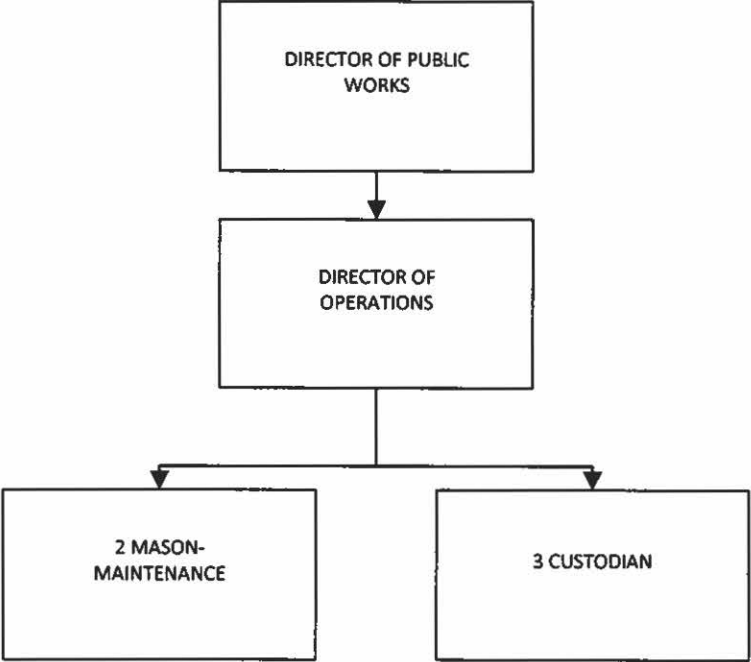 DIRECTOR OF PUBLIC
WORKS
DIRECTOR OF
OPERATIONS
2 MASON-
MAINTENANCE
3 CUSTODIAN